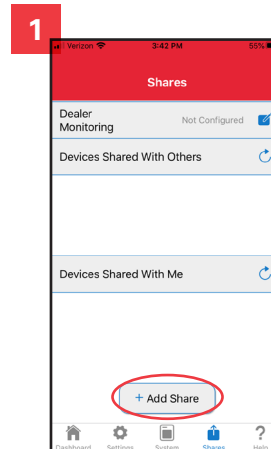 1
Verizon 3:42 PM 55%
Shares
Dealer
Monitoring
Not Configured
Devices Shared With Others
Devices Shared With Me
+ Add Share
Dashboard Settings System Shares Help